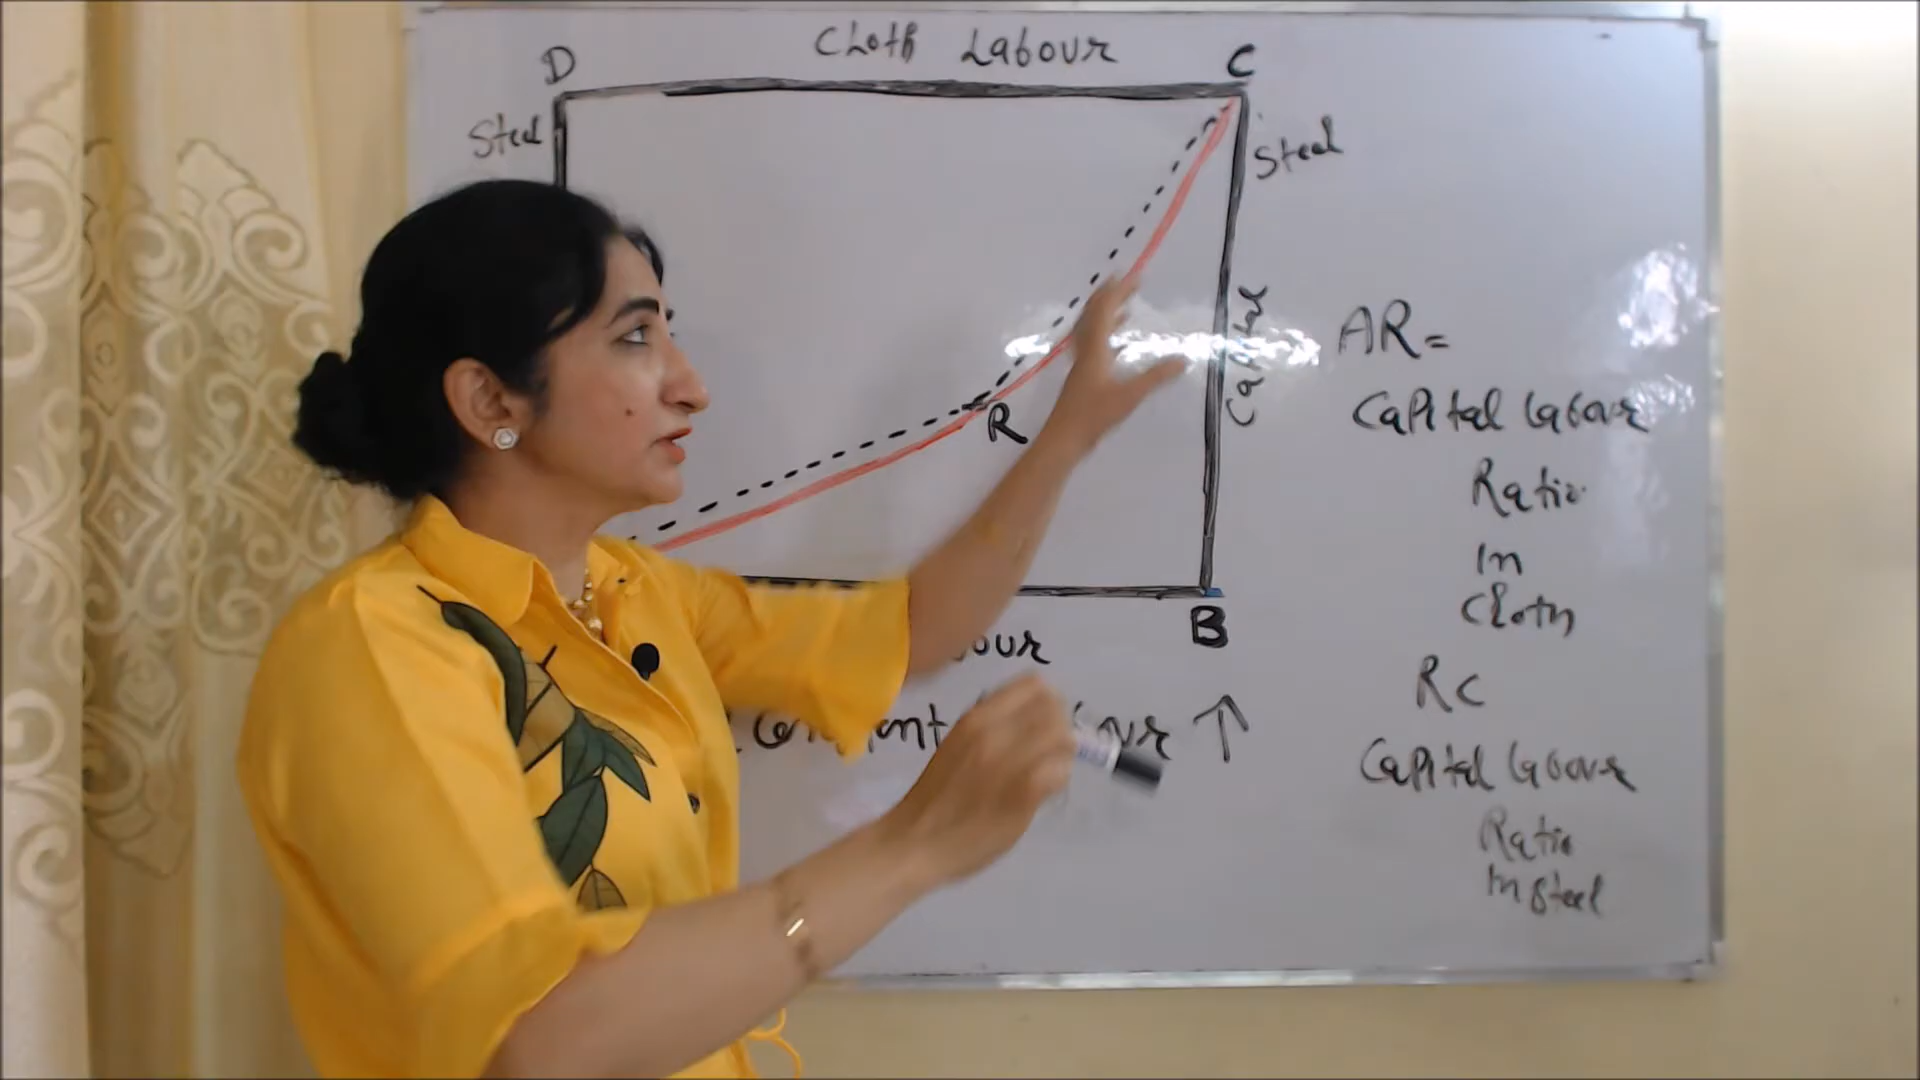 Cloth Labour
D
C
Steel
Steel
Capital
R
B
AR=
Capital Labour
Ratio
In
Cloth
RC
Capital Labour
Ratio
In Steel
↑